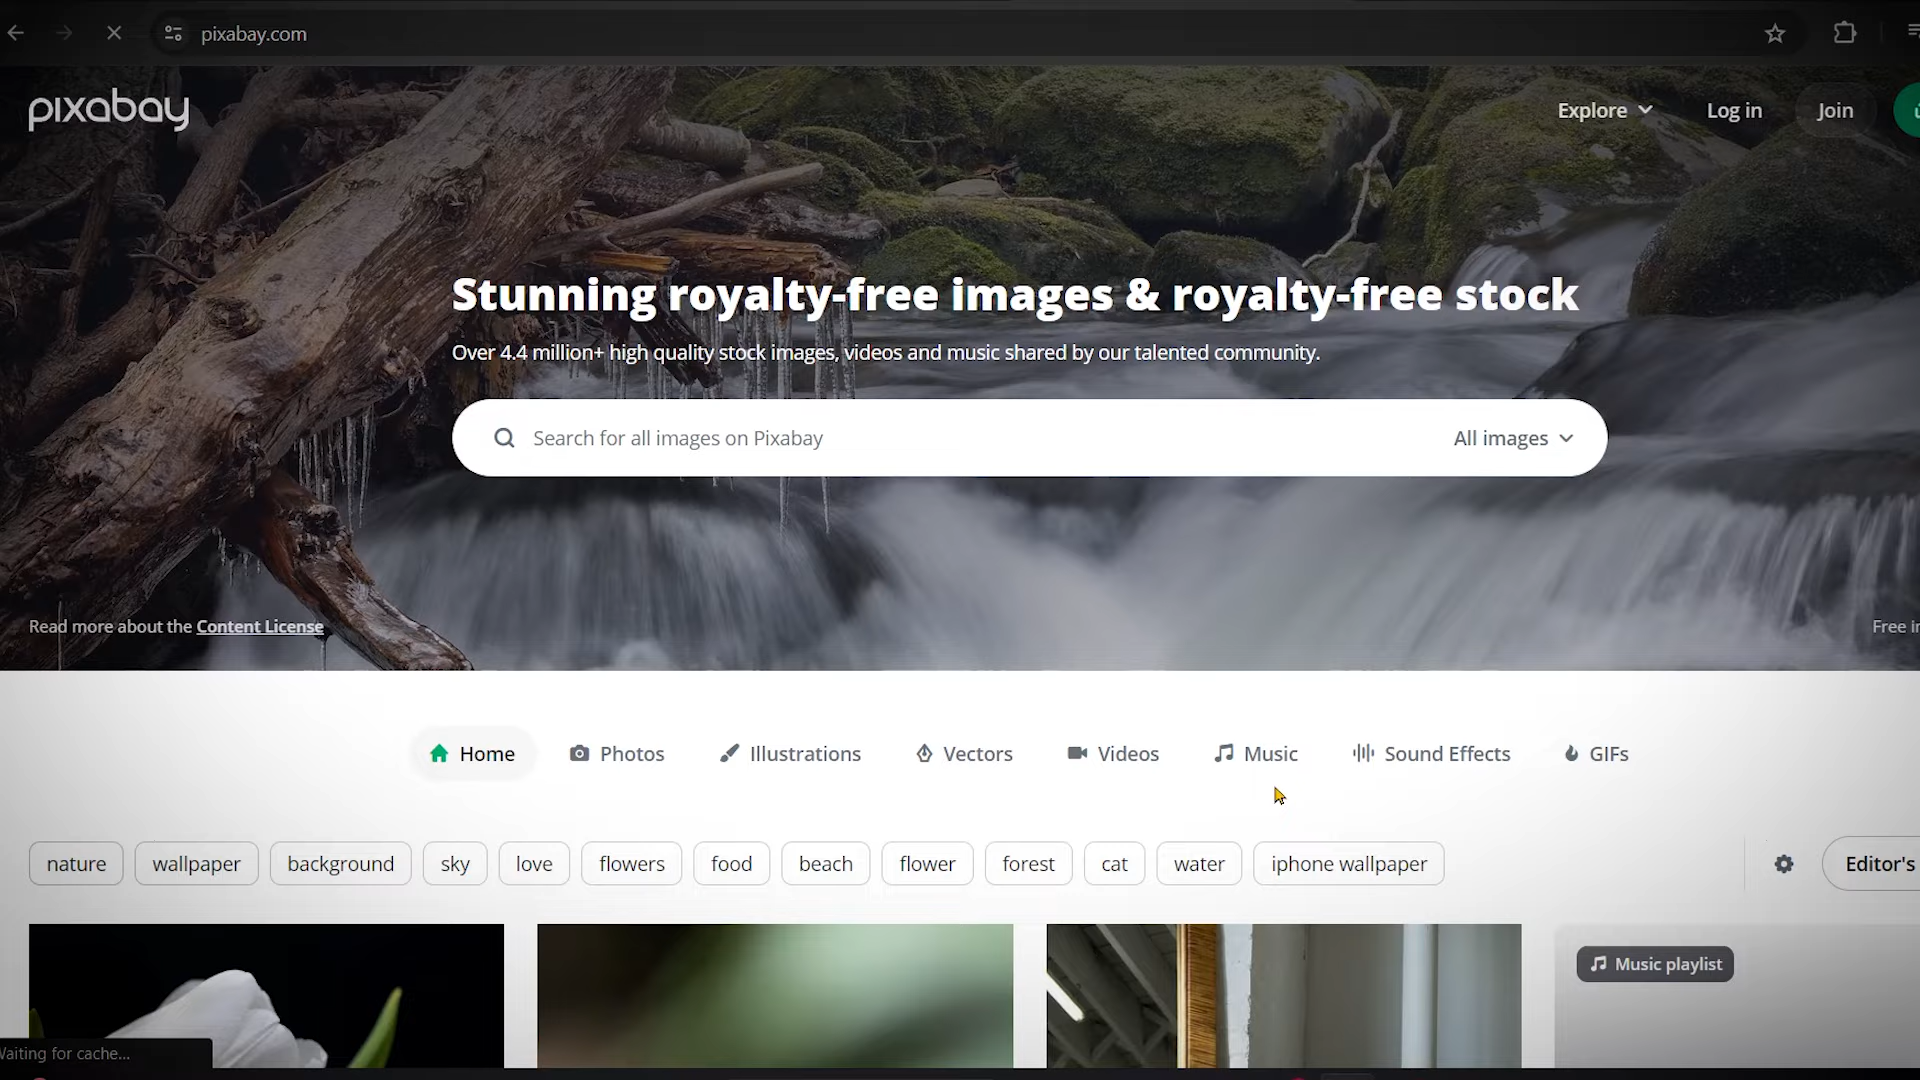 pixabay.com
pixabay
Explore
Log in
Join
Stunning royalty-free images & royalty-free stock
Over 4.4 million+ high quality stock images, videos and music shared by our talented community.
Search for all images on Pixabay
All images
Read more about the Content License
Free
Home
Photos
Illustrations
Vectors
Videos
Music
Sound Effects
GIFs
nature
wallpaper
background
sky
love
flowers
food
beach
flower
forest
cat
water
iphone wallpaper
Editor's
Music playlist
Waiting for cache...